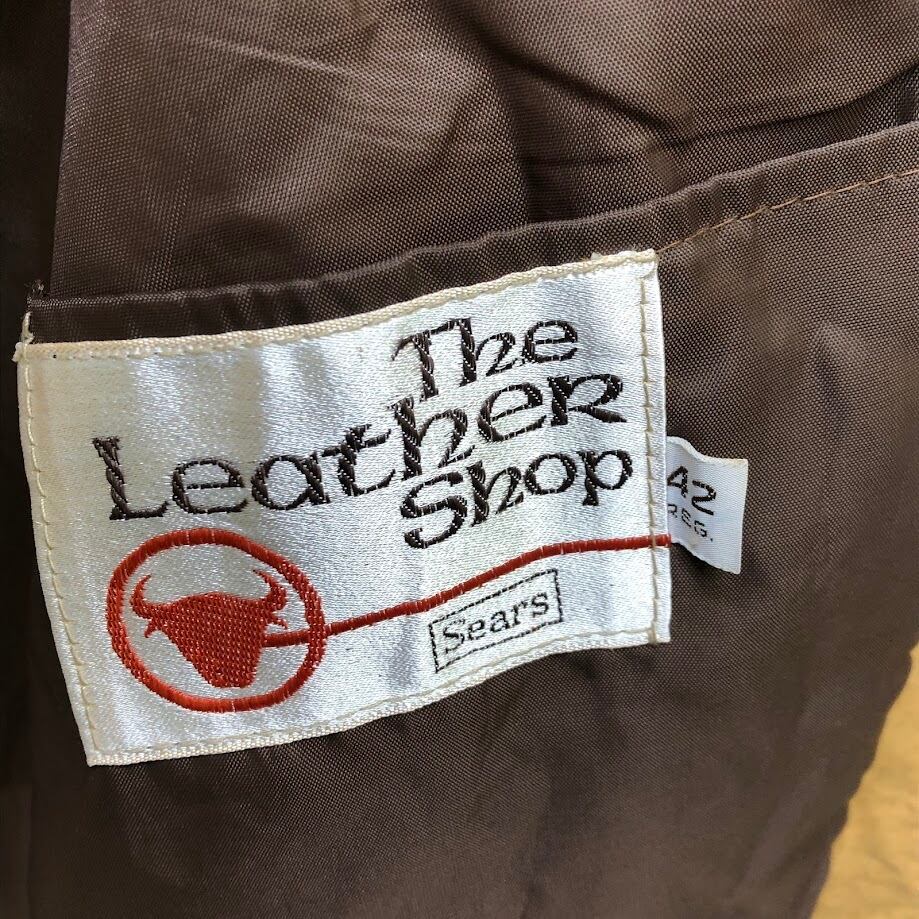 The
Leather
Shop
42
REG.
Sears